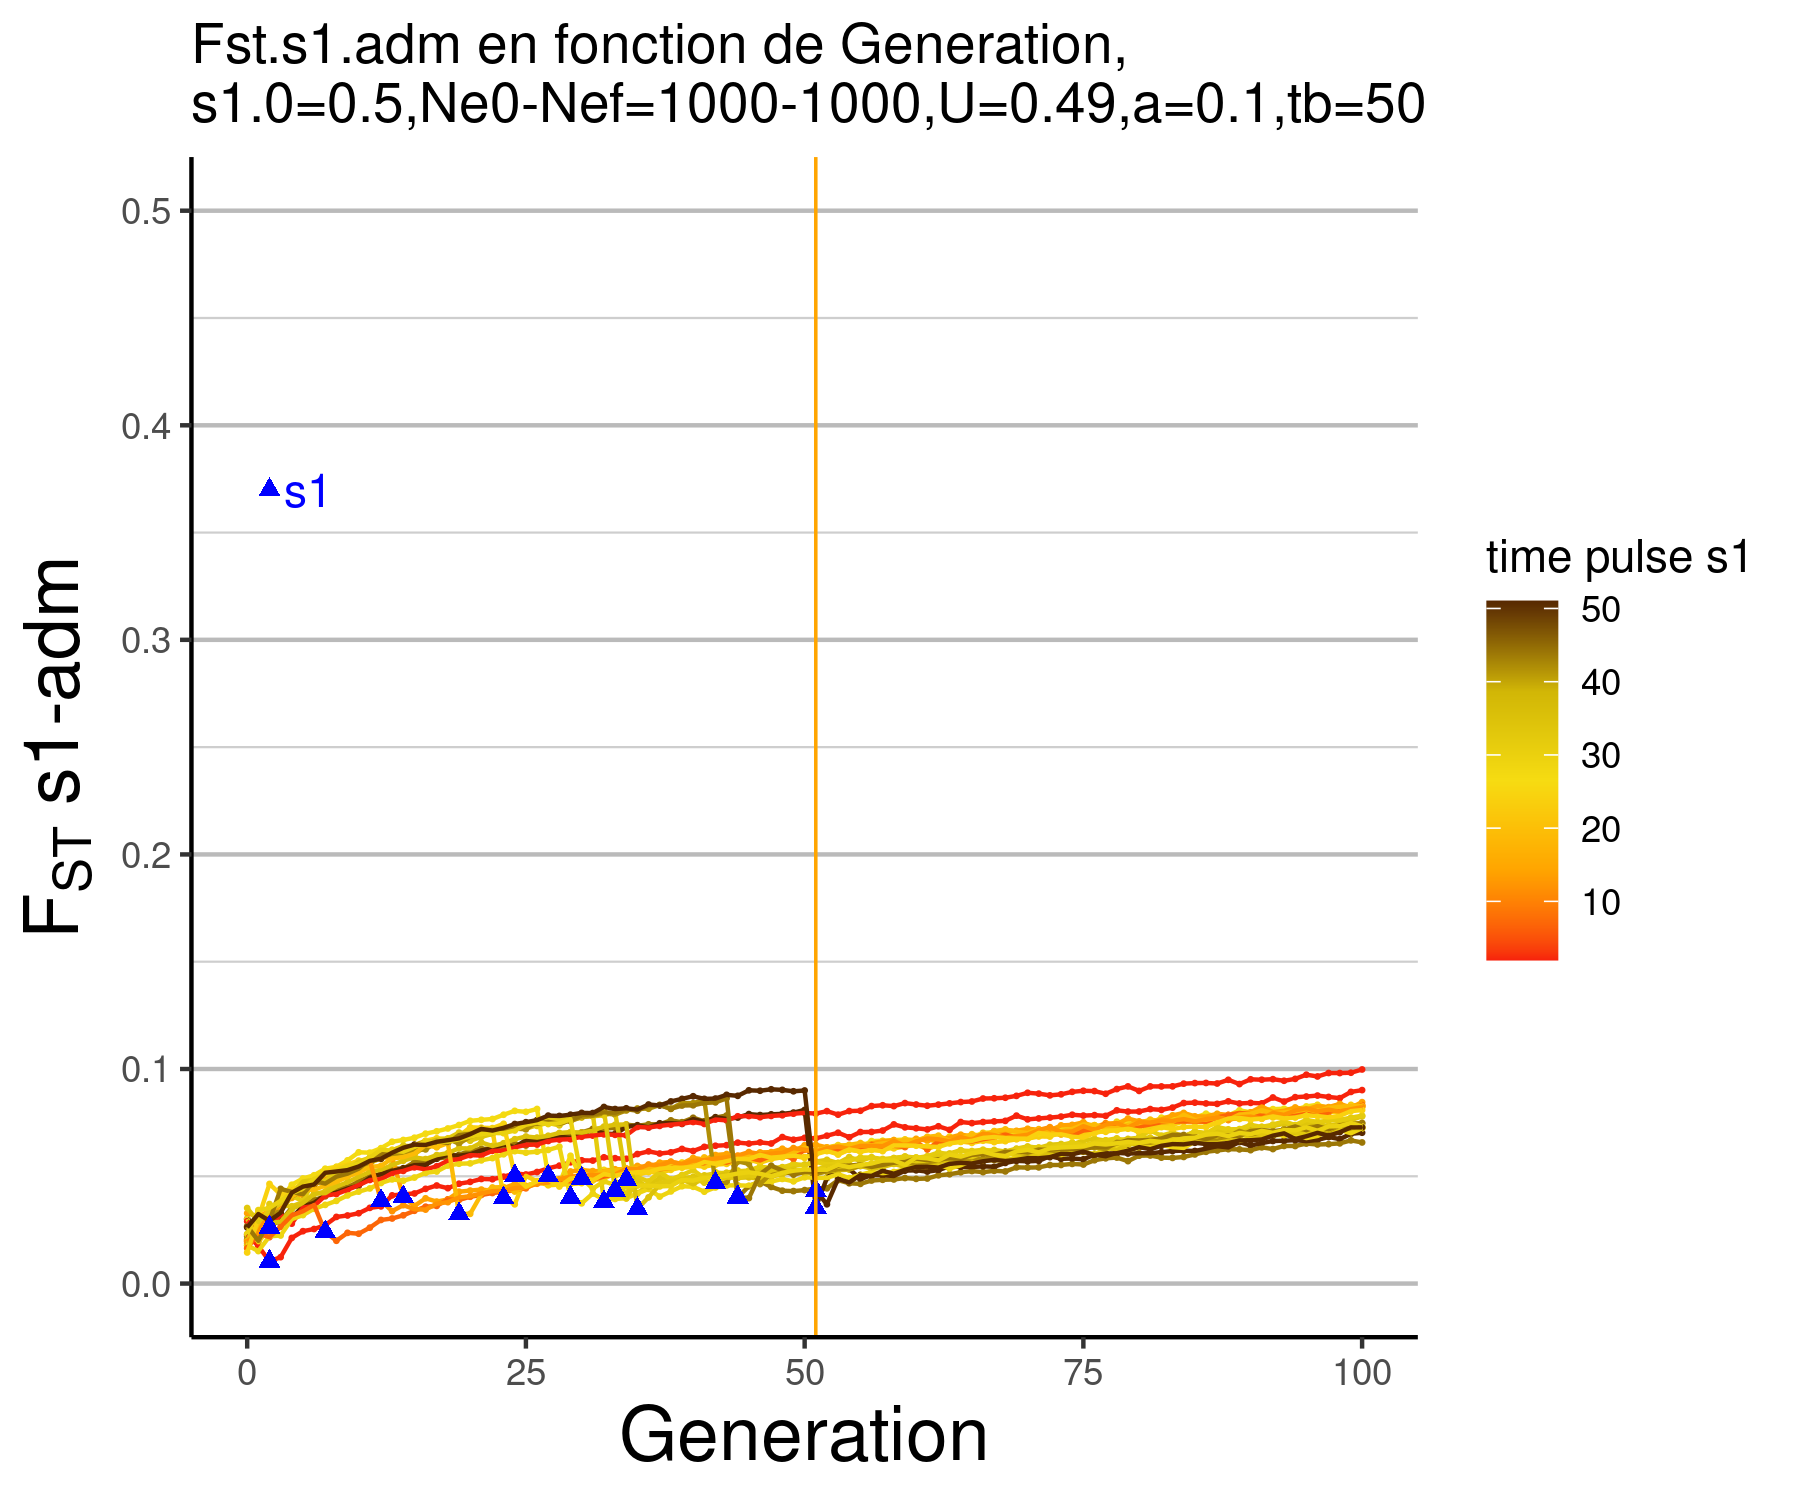 Fst.s1.adm en fonction de Generation,
s1.0=0.5,Ne0-Nef=1000-1000,U=0.49,a=0.1,tb=50
0.5
0.4
0.3
0.2
0.1
0.0
F_ST s1-adm
s1
0 25 50 75 100
Generation
time pulse s1
50
40
30
20
10